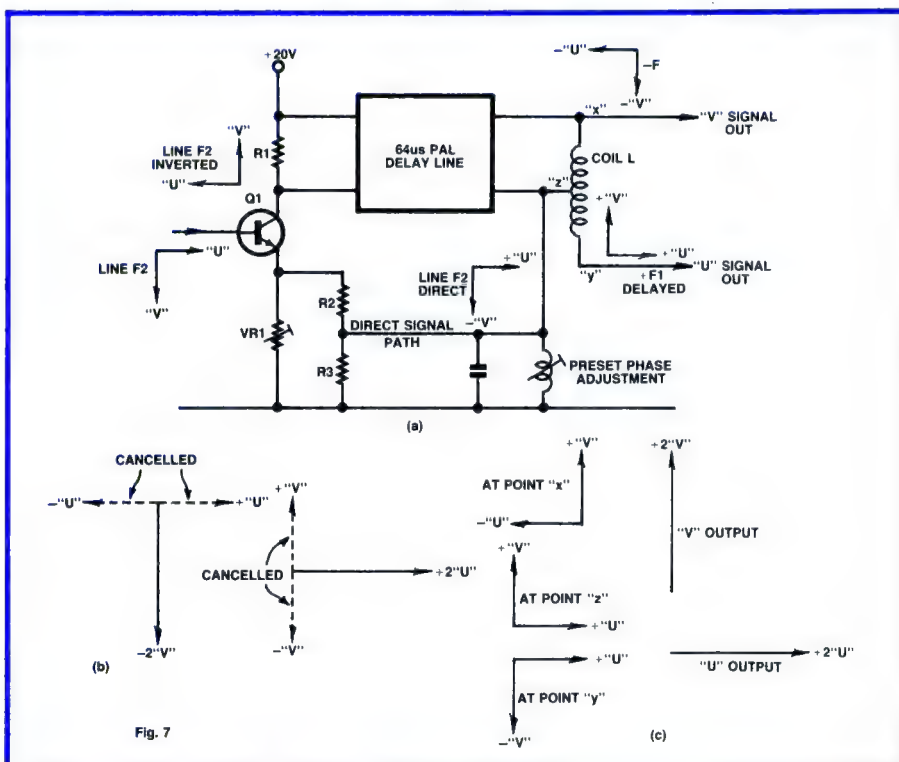 +20V
−"U"
−F
−"V"
"x"
"V" SIGNAL
OUT
LINE F2
INVERTED
"V"
"U"
R1
64us PAL
DELAY LINE
COIL L
"z"
+"V"
Q1
+"U"
"y"
+F1
DELAYED
"U" SIGNAL
OUT
LINE F2
"U"
"V"
LINE F2
DIRECT
+"U"
−"V"
R2
VR1
DIRECT SIGNAL
PATH
R3
PRESET PHASE
ADJUSTMENT
(a)
CANCELLED
−"U"
+"U"
−2"V"
(b)
+"V"
CANCELLED
+2"U"
−"V"
Fig. 7
+"V"
AT POINT "x"
−"U"
+"V"
AT POINT "z"
+"U"
+"U"
AT POINT "y"
−"V"
+2"V"
"V" OUTPUT
+2"U"
"U" OUTPUT
(c)